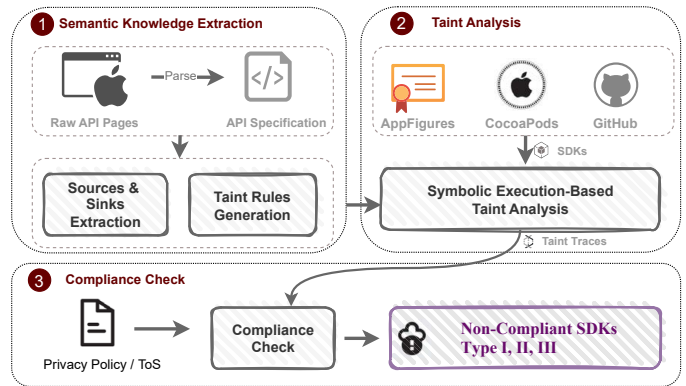 1 Semantic Knowledge Extraction
Parse
</>
Raw API Pages
API Specification
Sources &
Sinks
Extraction
Taint Rules
Generation
2 Taint Analysis
AppFigures
CocoaPods
GitHub
SDKs
Symbolic Execution-Based
Taint Analysis
Taint Traces
3 Compliance Check
Privacy Policy / ToS
Compliance
Check
Non-Compliant SDKs
Type I, II, III